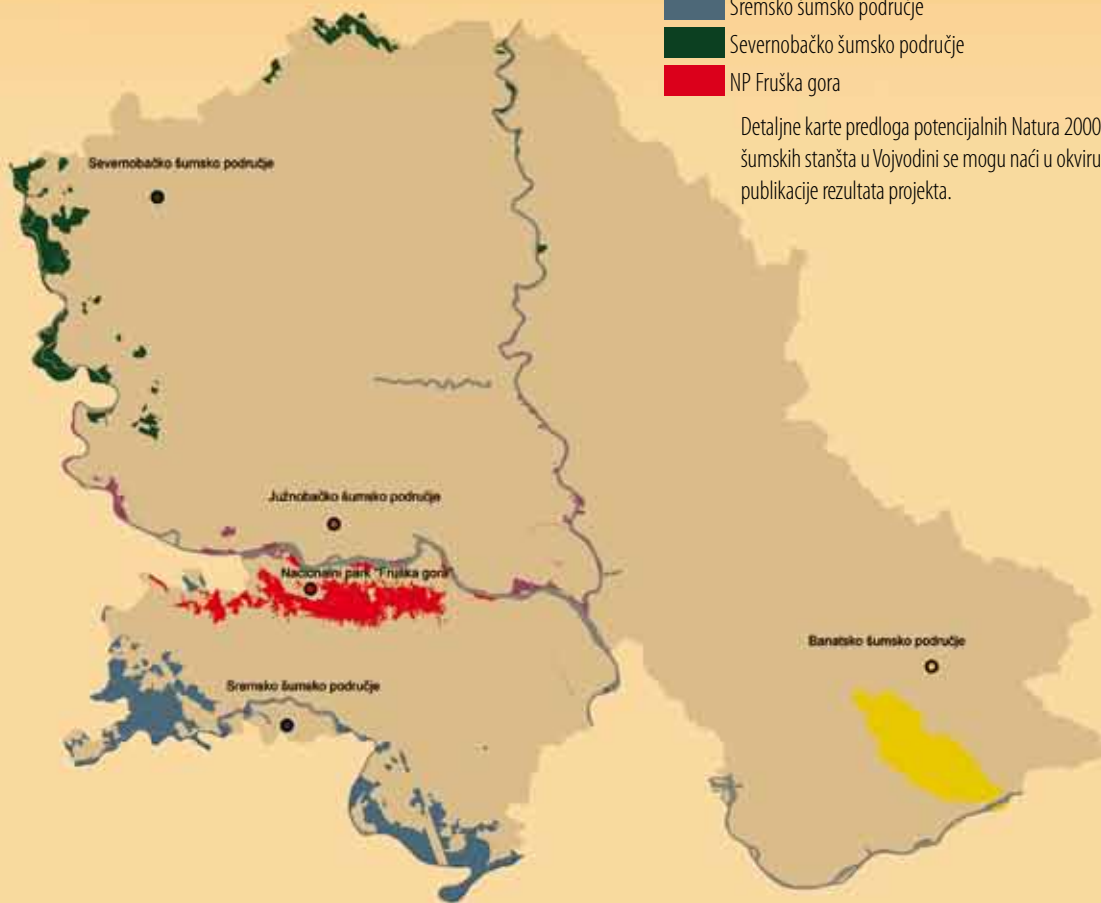 Sremsko šumsko područje
Severnobačko šumsko područje
NP Fruška gora
Detaljne karte predloga potencijalnih Natura 2000
šumskih stanšta u Vojvodini se mogu naći u okviru
publikacije rezultata projekta.
Severnobačko šumsko područje
Južnobačko šumsko područje
Nacionalni park "Fruška gora"
Banatsko šumsko područje
Sremsko šumsko područje